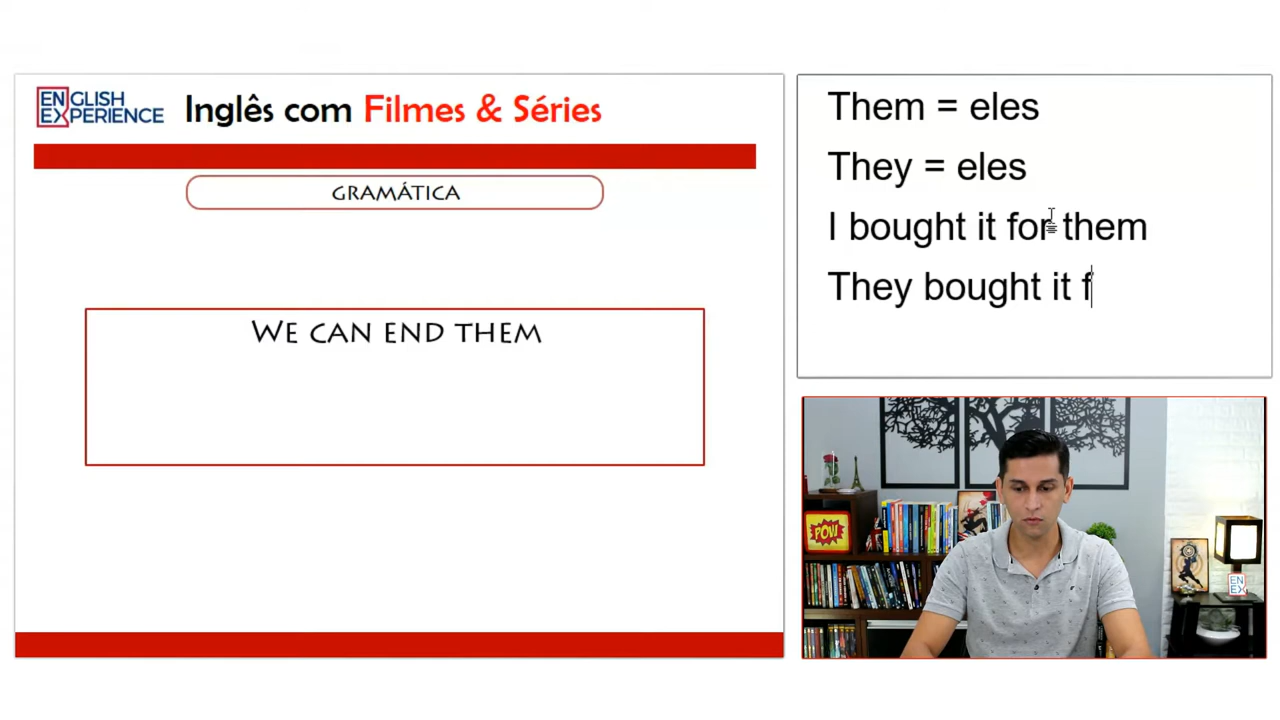 ENGLISH
EXPERIENCE
Inglês com Filmes & Séries
GRAMÁTICA
WE CAN END THEM
Them = eles
They = eles
I bought it for them
They bought it f
POW
EN
EX